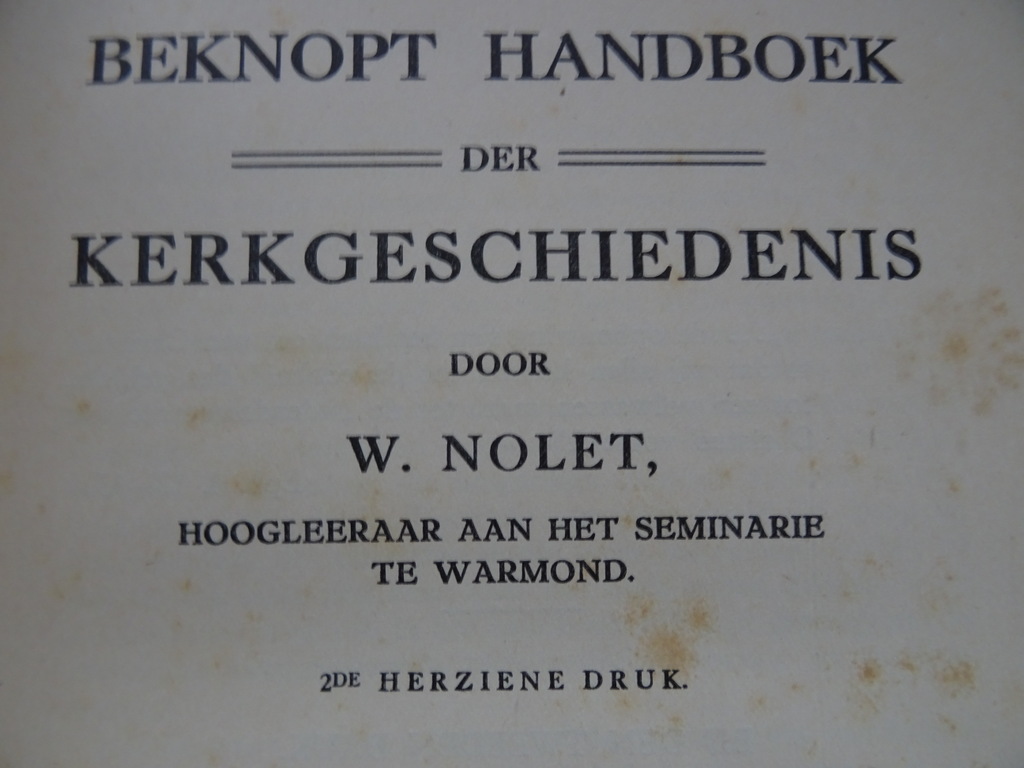 BEKNOPT HANDBOEK
DER
KERKGESCHIEDENIS
DOOR
W. NOLET,
HOOGLEERAAR AAN HET SEMINARIE
TE WARMOND.
2DE HERZIENE DRUK.